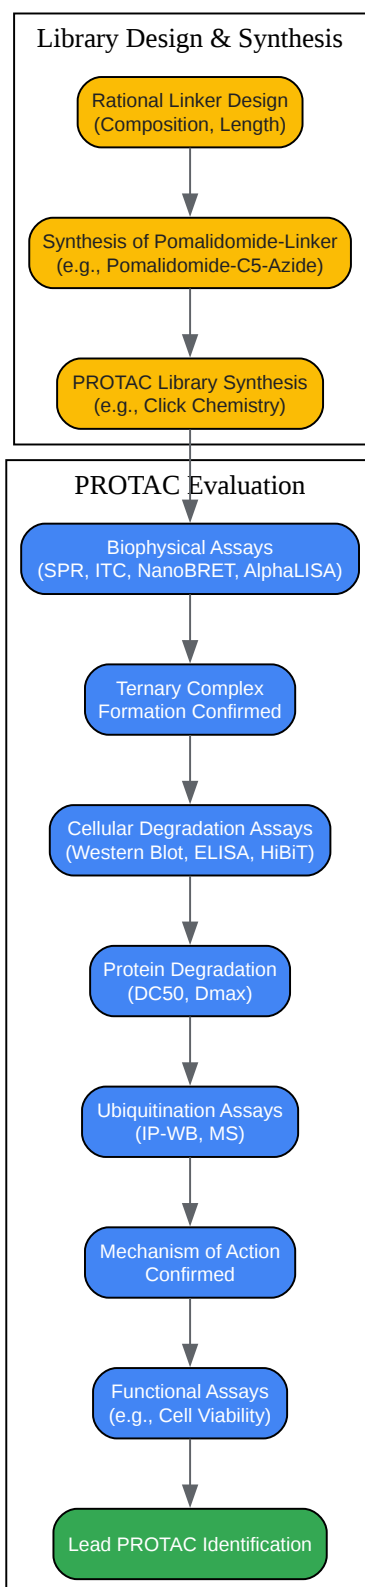 Library Design & Synthesis
Rational Linker Design
(Composition, Length)
Synthesis of Pomalidomide-Linker
(e.g., Pomalidomide-C5-Azide)
PROTAC Library Synthesis
(e.g., Click Chemistry)
PROTAC Evaluation
Biophysical Assays
(SPR, ITC, NanoBRET, AlphaLISA)
Ternary Complex
Formation Confirmed
Cellular Degradation Assays
(Western Blot, ELISA, HiBiT)
Protein Degradation
(DC50, Dmax)
Ubiquitination Assays
(IP-WB, MS)
Mechanism of Action
Confirmed
Functional Assays
(e.g., Cell Viability)
Lead PROTAC Identification